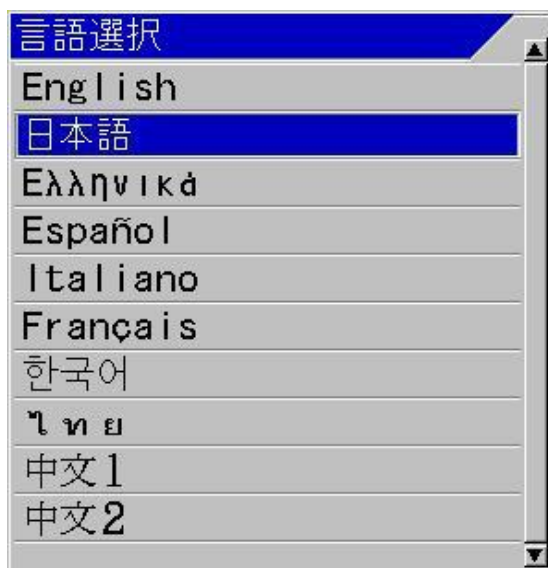 言語選択
English
日本語
Ελληνικά
Español
Italiano
Français
한국어
ไทย
中文1
中文2